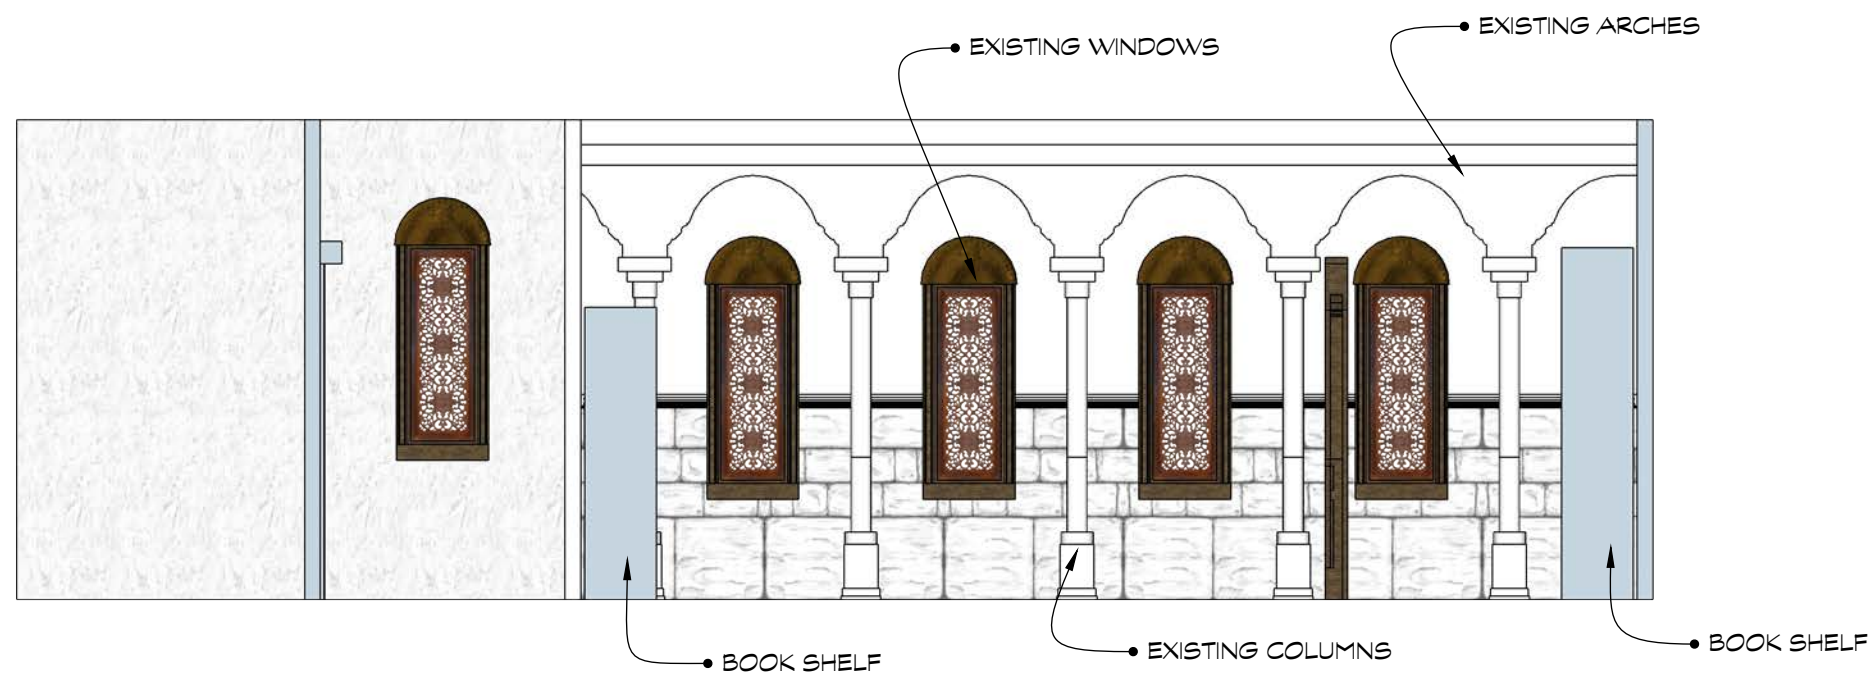 EXISTING ARCHES
EXISTING WINDOWS
BOOK SHELF
EXISTING COLUMNS
BOOK SHELF